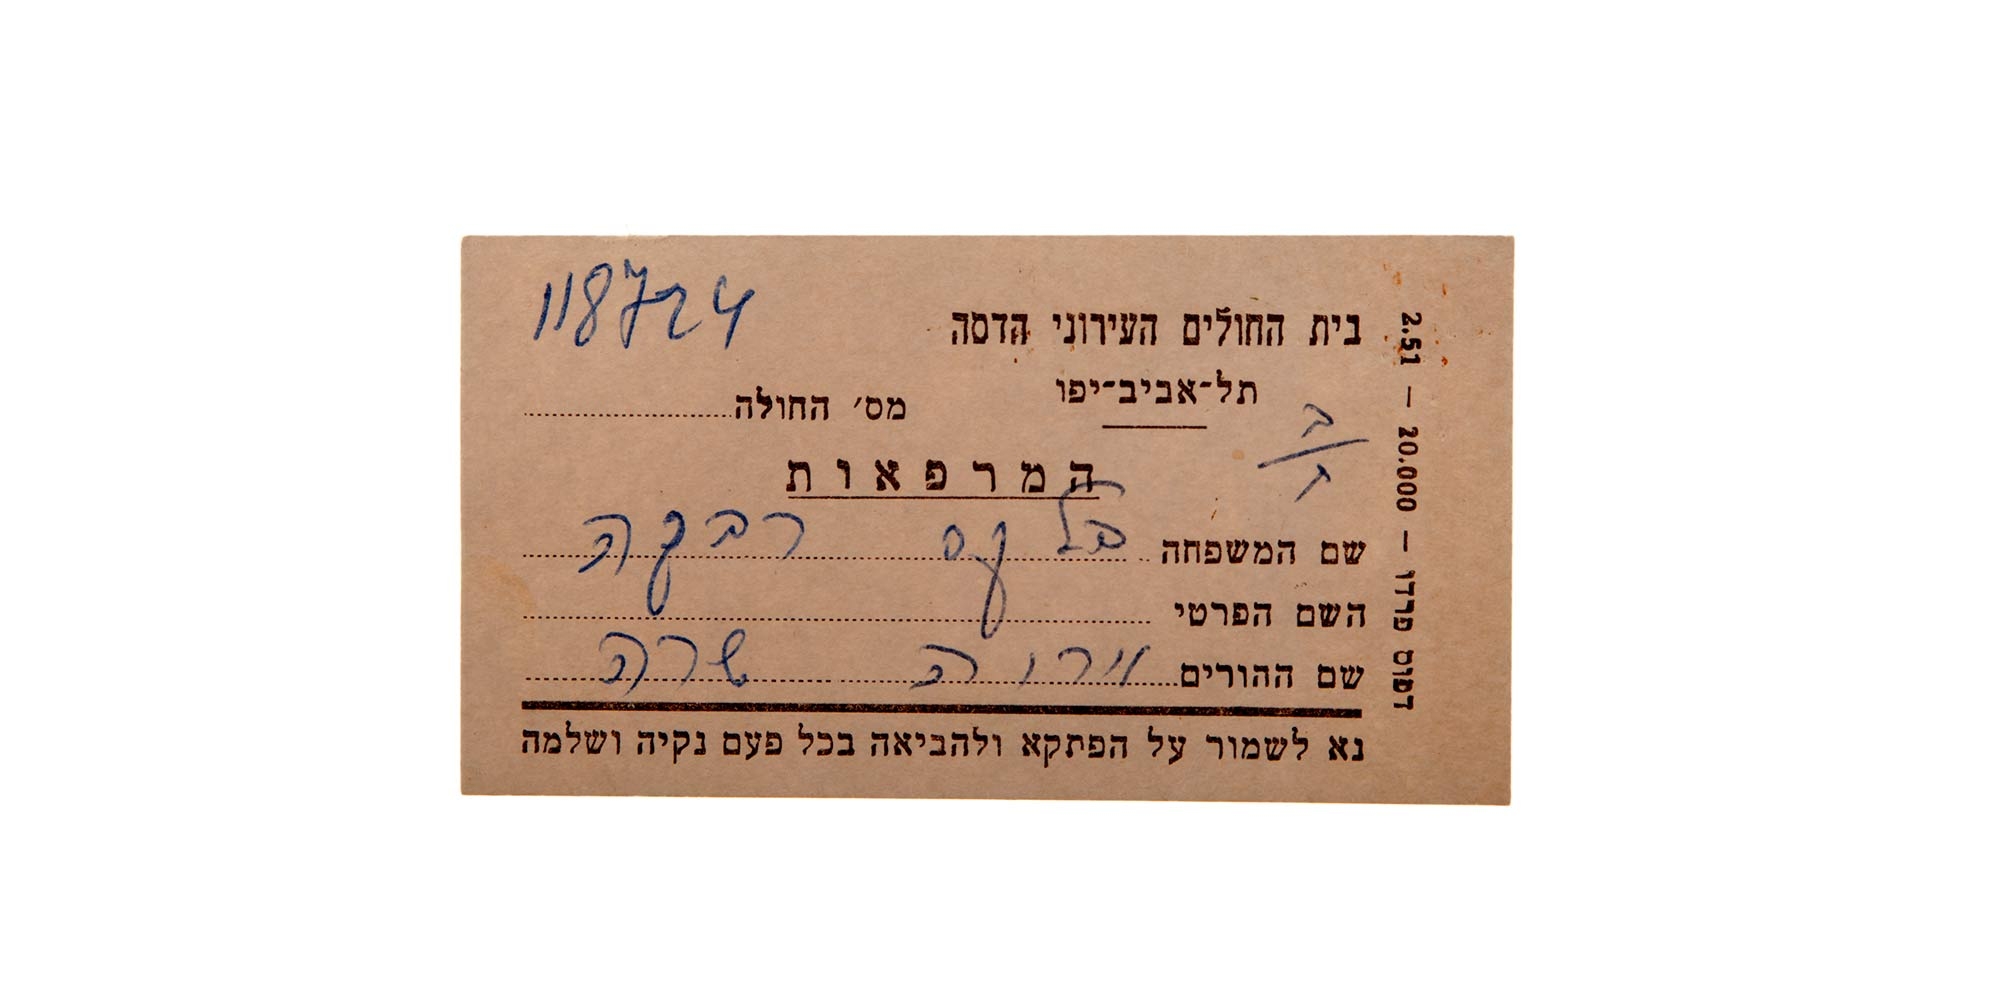 118724
בית החולים העירוני הדסה
תל־אביב־יפו
מס׳ החולה
המרפאות
שם המשפחה רבקה
השם הפרטי
שם ההורים שרה
נא לשמור על הפתקא ולהביאה בכל פעם נקיה ושלמה
דפוס פרדו — 20.000 — 2.51